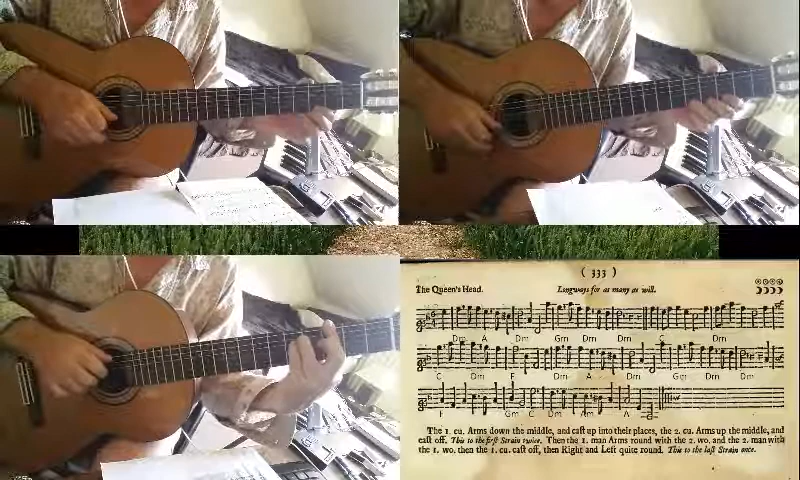 ( 333 )
The Queen's Head. Longways for as many as will.
Dm A Dm Gm Dm Dm C Dm
C Dm F Dm A Dm Gm Dm Dm
F Gm C Dm Am A d
The 1. cu. Arms down the middle, and cast up into their places, the 2. cu. Arms up the middle, and
cast off. This to the first Strain twice. Then the 1. man Arms round with the 2. wo. and the 2. man with
the 1. wo. then the 1. cu. cast off, then Right and Left quite round. This to the last Strain once.